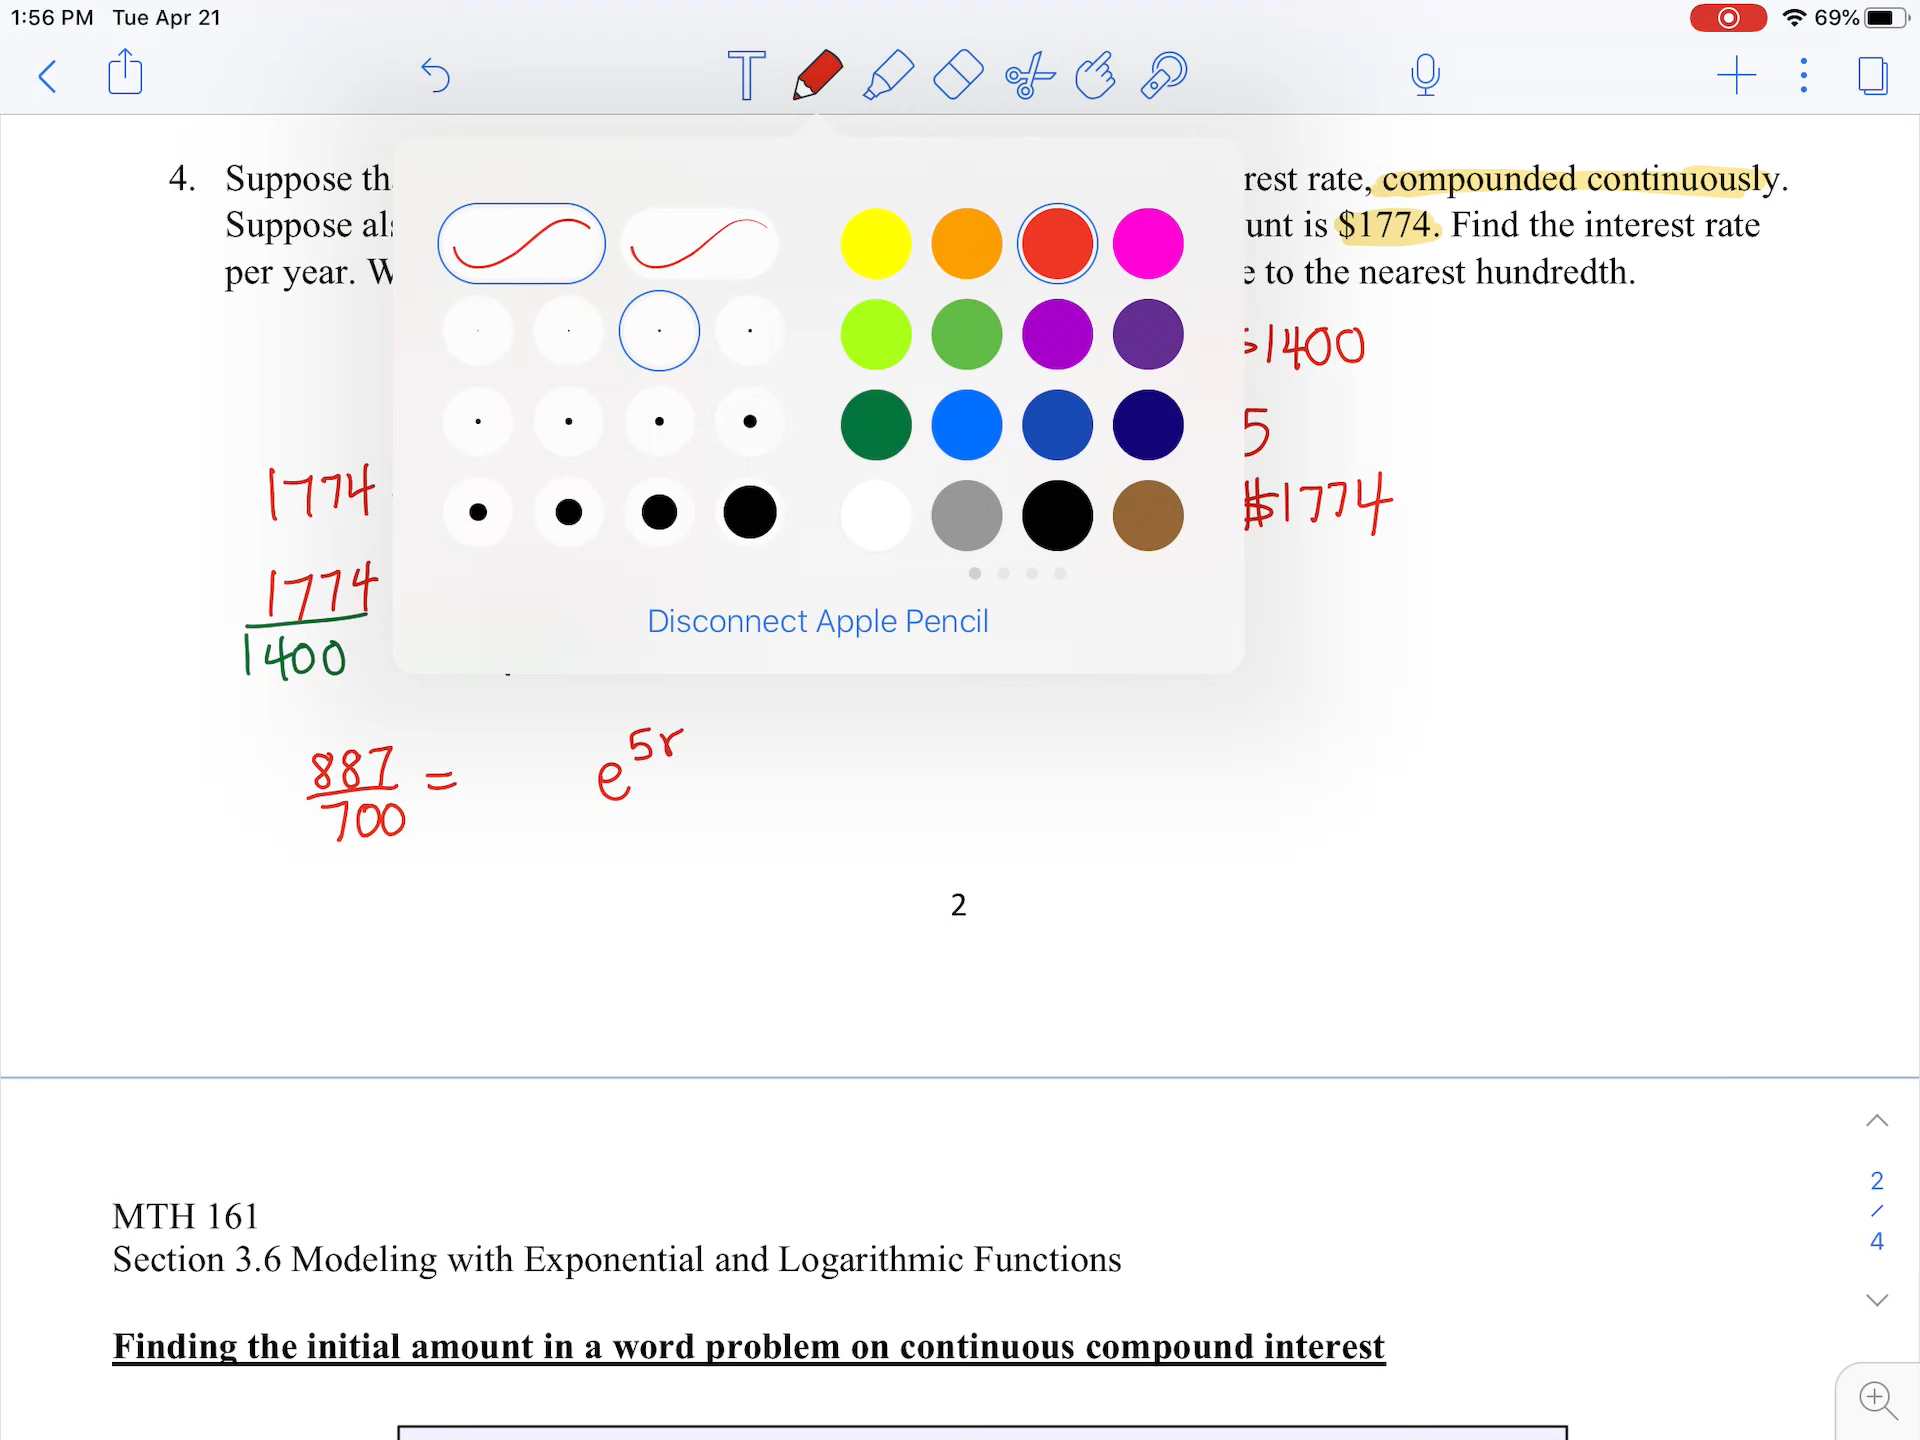 1:56 PM Tue Apr 21
69%
4. Suppose th rest rate, compounded continuously.
Suppose al unt is $1774. Find the interest rate
per year. W e to the nearest hundredth.
$1400
5
1774
$1774
1774
1400
Disconnect Apple Pencil
887
700
= e^5r
2
MTH 161
2
/
4
Section 3.6 Modeling with Exponential and Logarithmic Functions
Finding the initial amount in a word problem on continuous compound interest